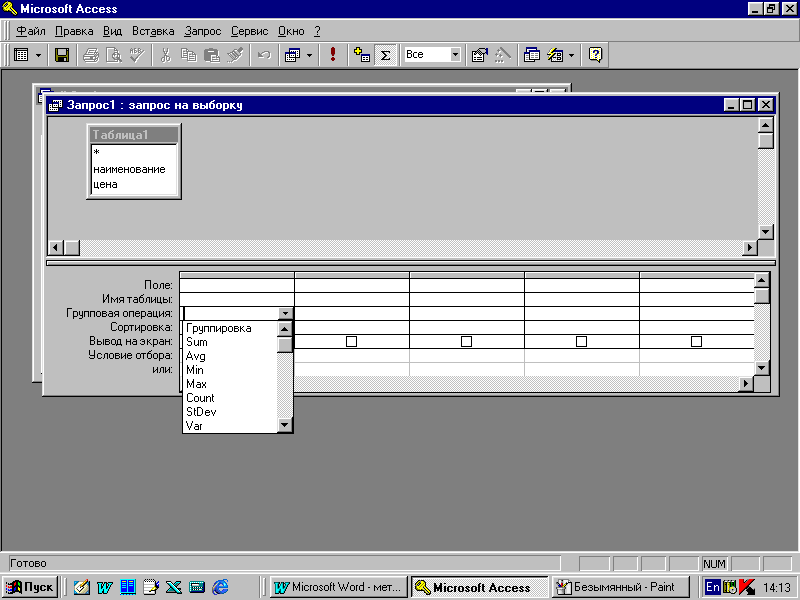 Microsoft Access
Файл Правка Вид Вставка Запрос Сервис Окно ?
Все
Запрос1 : запрос на выборку
Таблица1
*
наименование
цена
Поле:
Имя таблицы:
Групповая операция:
Сортировка:
Вывод на экран:
Условие отбора:
или:
Группировка
Sum
Avg
Min
Max
Count
StDev
Var
Готово
NUM
Пуск
Microsoft Word - мет...
Microsoft Access
Безымянный - Paint
En
14:13